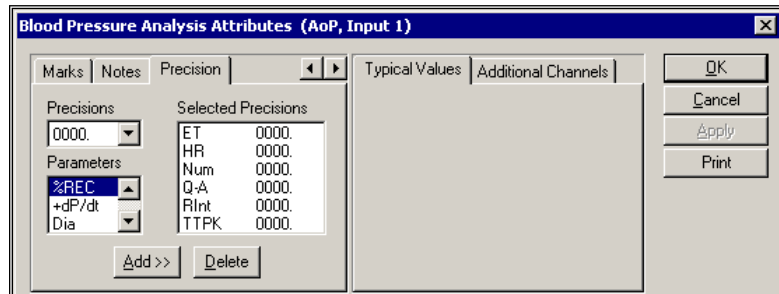 Blood Pressure Analysis Attributes (AoP, Input 1)
Marks Notes Precision
Precisions
0000.
Parameters
%REC
+dP/dt
Dia
Selected Precisions
ET 0000.
HR 0000.
Num 0000.
Q-A 0000.
RInt 0000.
TTPK 0000.
Add >> Delete
Typical Values Additional Channels
OK
Cancel
Apply
Print